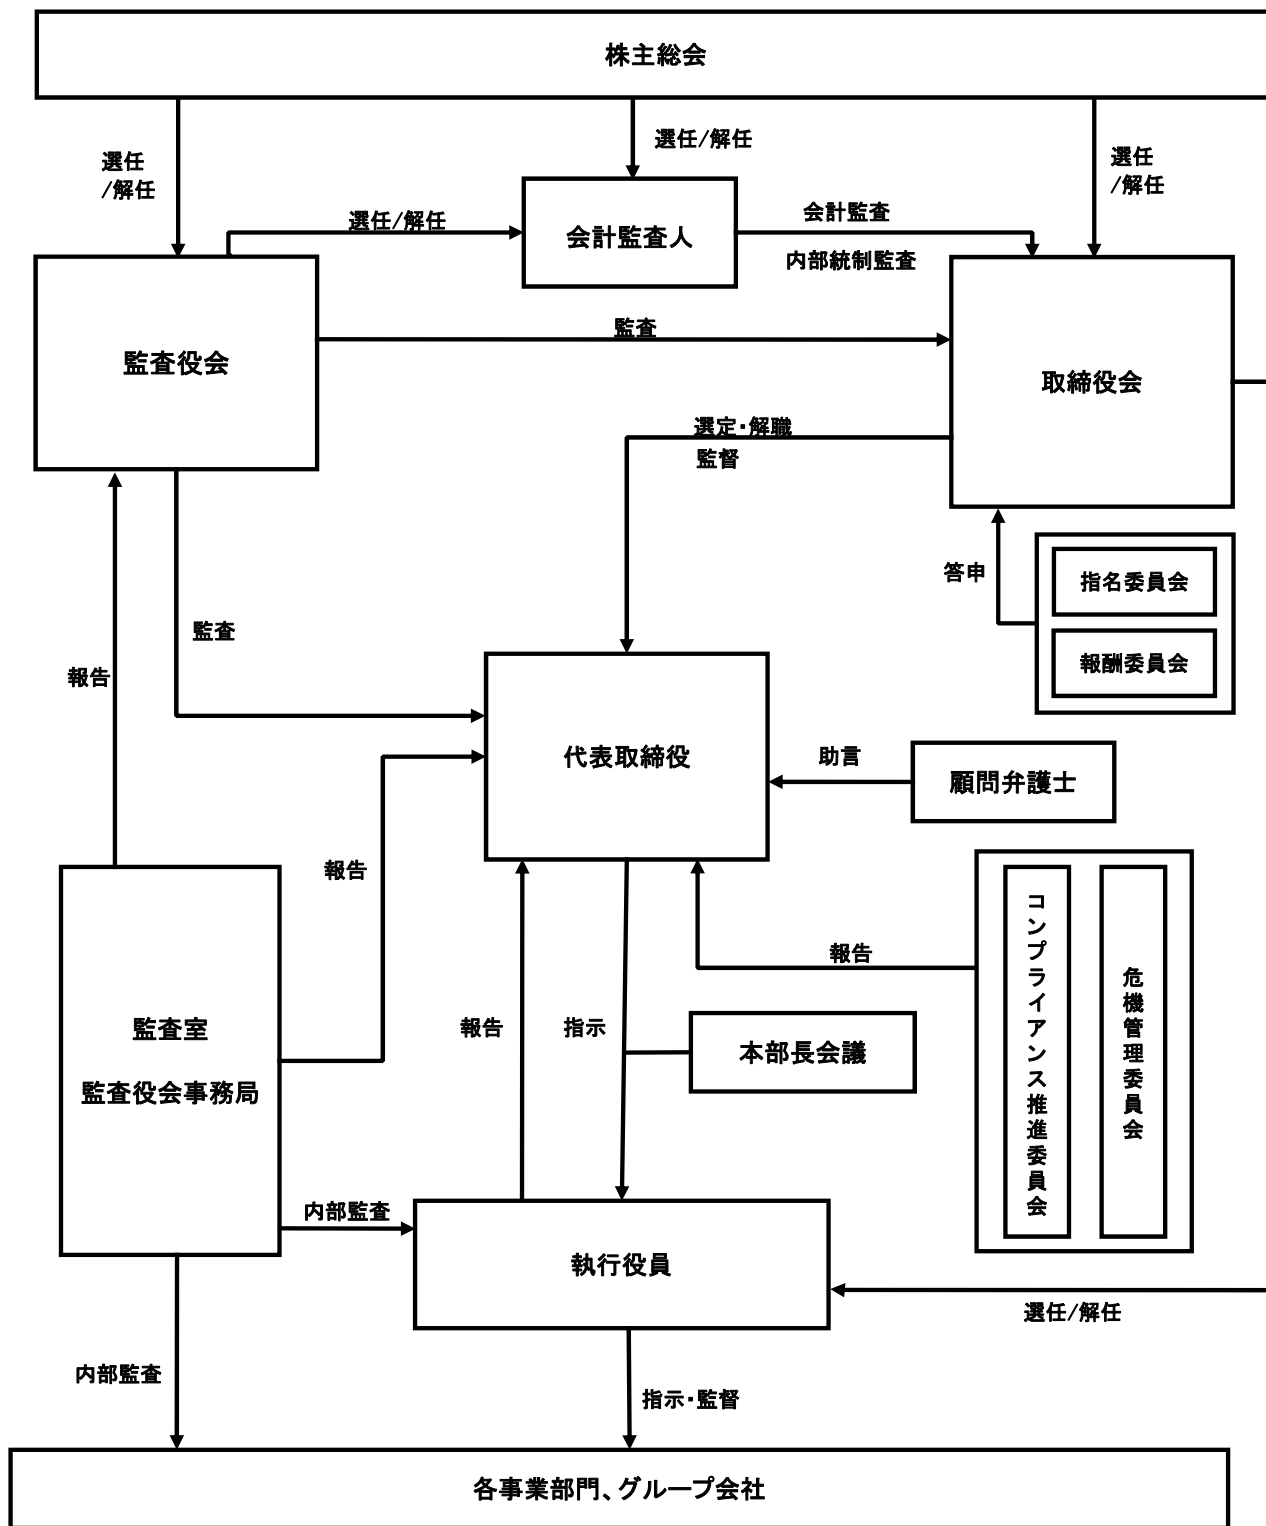 株主総会
選任/解任
選任
/解任
選任
/解任
選任/解任
会計監査人
会計監査
内部統制監査
監査
監査役会
取締役会
選定・解職
監督
答申
指名委員会
報酬委員会
監査
報告
代表取締役
助言
顧問弁護士
報告
報告
コンプライアンス推進委員会
危機管理委員会
報告
指示
本部長会議
監査室
監査役会事務局
内部監査
執行役員
選任/解任
内部監査
指示・監督
各事業部門、グループ会社